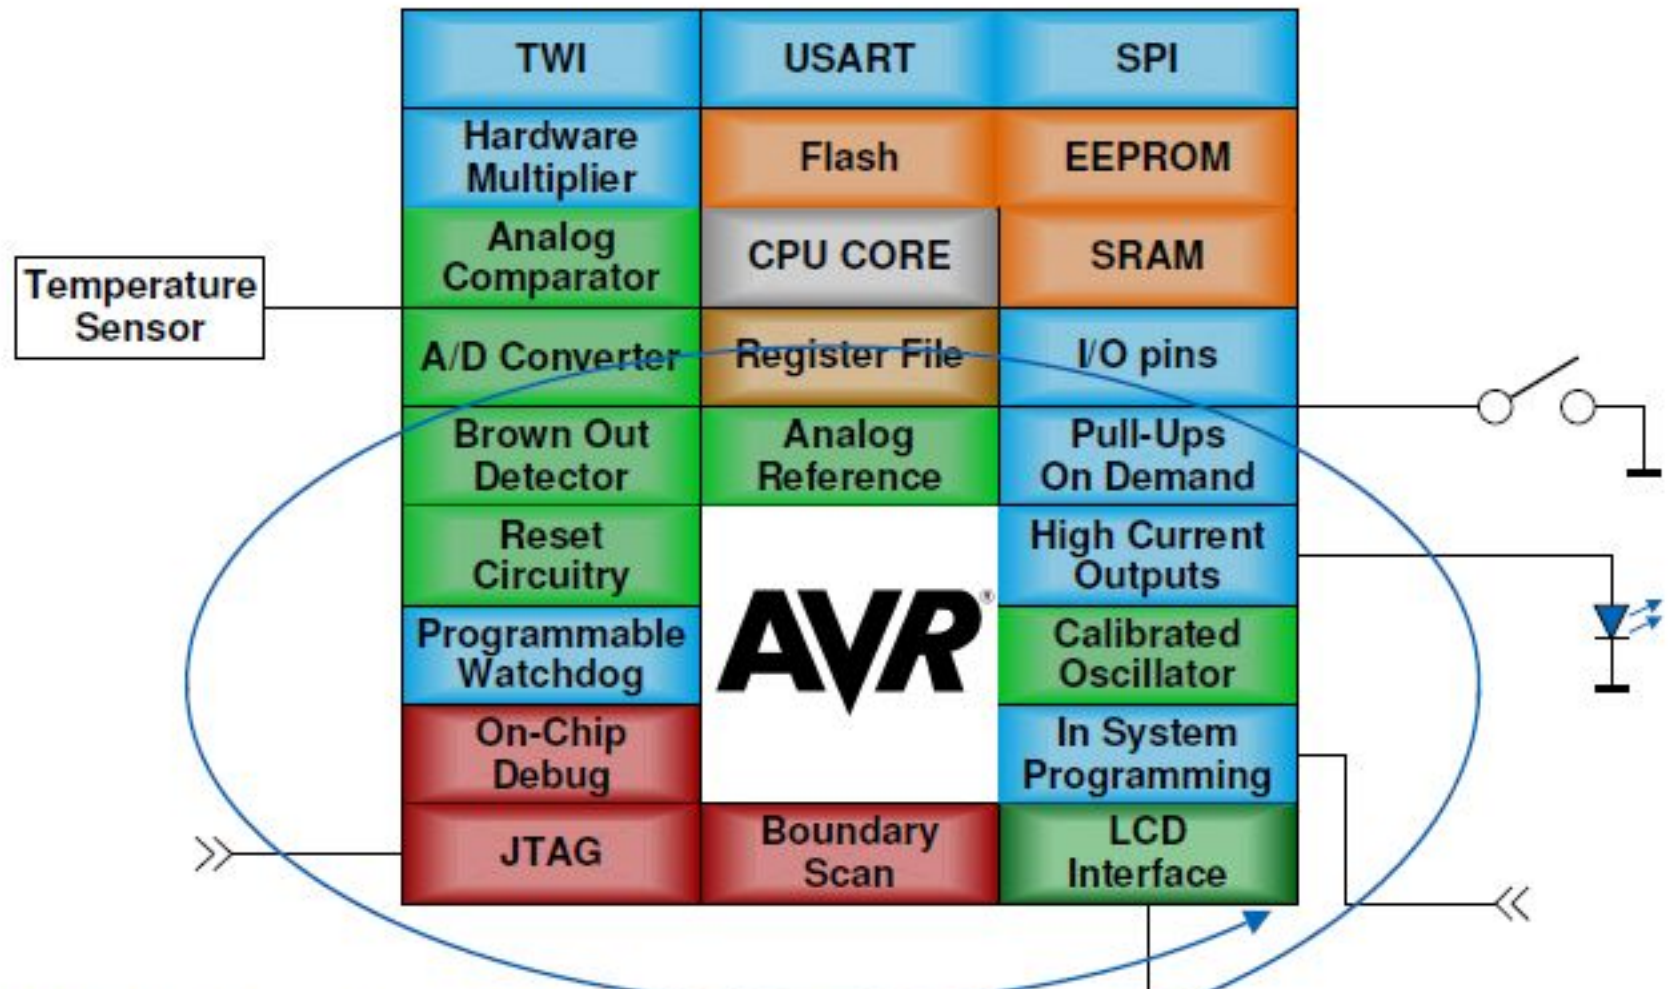 TWI
USART
SPI
Hardware
Multiplier
Flash
EEPROM
Analog
Comparator
CPU CORE
SRAM
Temperature
Sensor
A/D Converter
Register File
I/O pins
Brown Out
Detector
Analog
Reference
Pull-Ups
On Demand
Reset
Circuitry
High Current
Outputs
AVR®
Programmable
Watchdog
Calibrated
Oscillator
On-Chip
Debug
In System
Programming
JTAG
Boundary
Scan
LCD
Interface